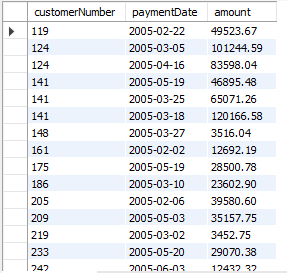 customerNumber paymentDate amount
119 2005-02-22 49523.67
124 2005-03-05 101244.59
124 2005-04-16 83598.04
141 2005-05-19 46895.48
141 2005-03-25 65071.26
141 2005-03-18 120166.58
148 2005-03-27 3516.04
161 2005-02-02 12692.19
175 2005-05-19 28500.78
186 2005-03-10 23602.90
205 2005-02-06 39580.60
209 2005-05-03 35157.75
219 2005-03-02 3452.75
233 2005-05-20 29070.38
242 2005-06-03 12432.32